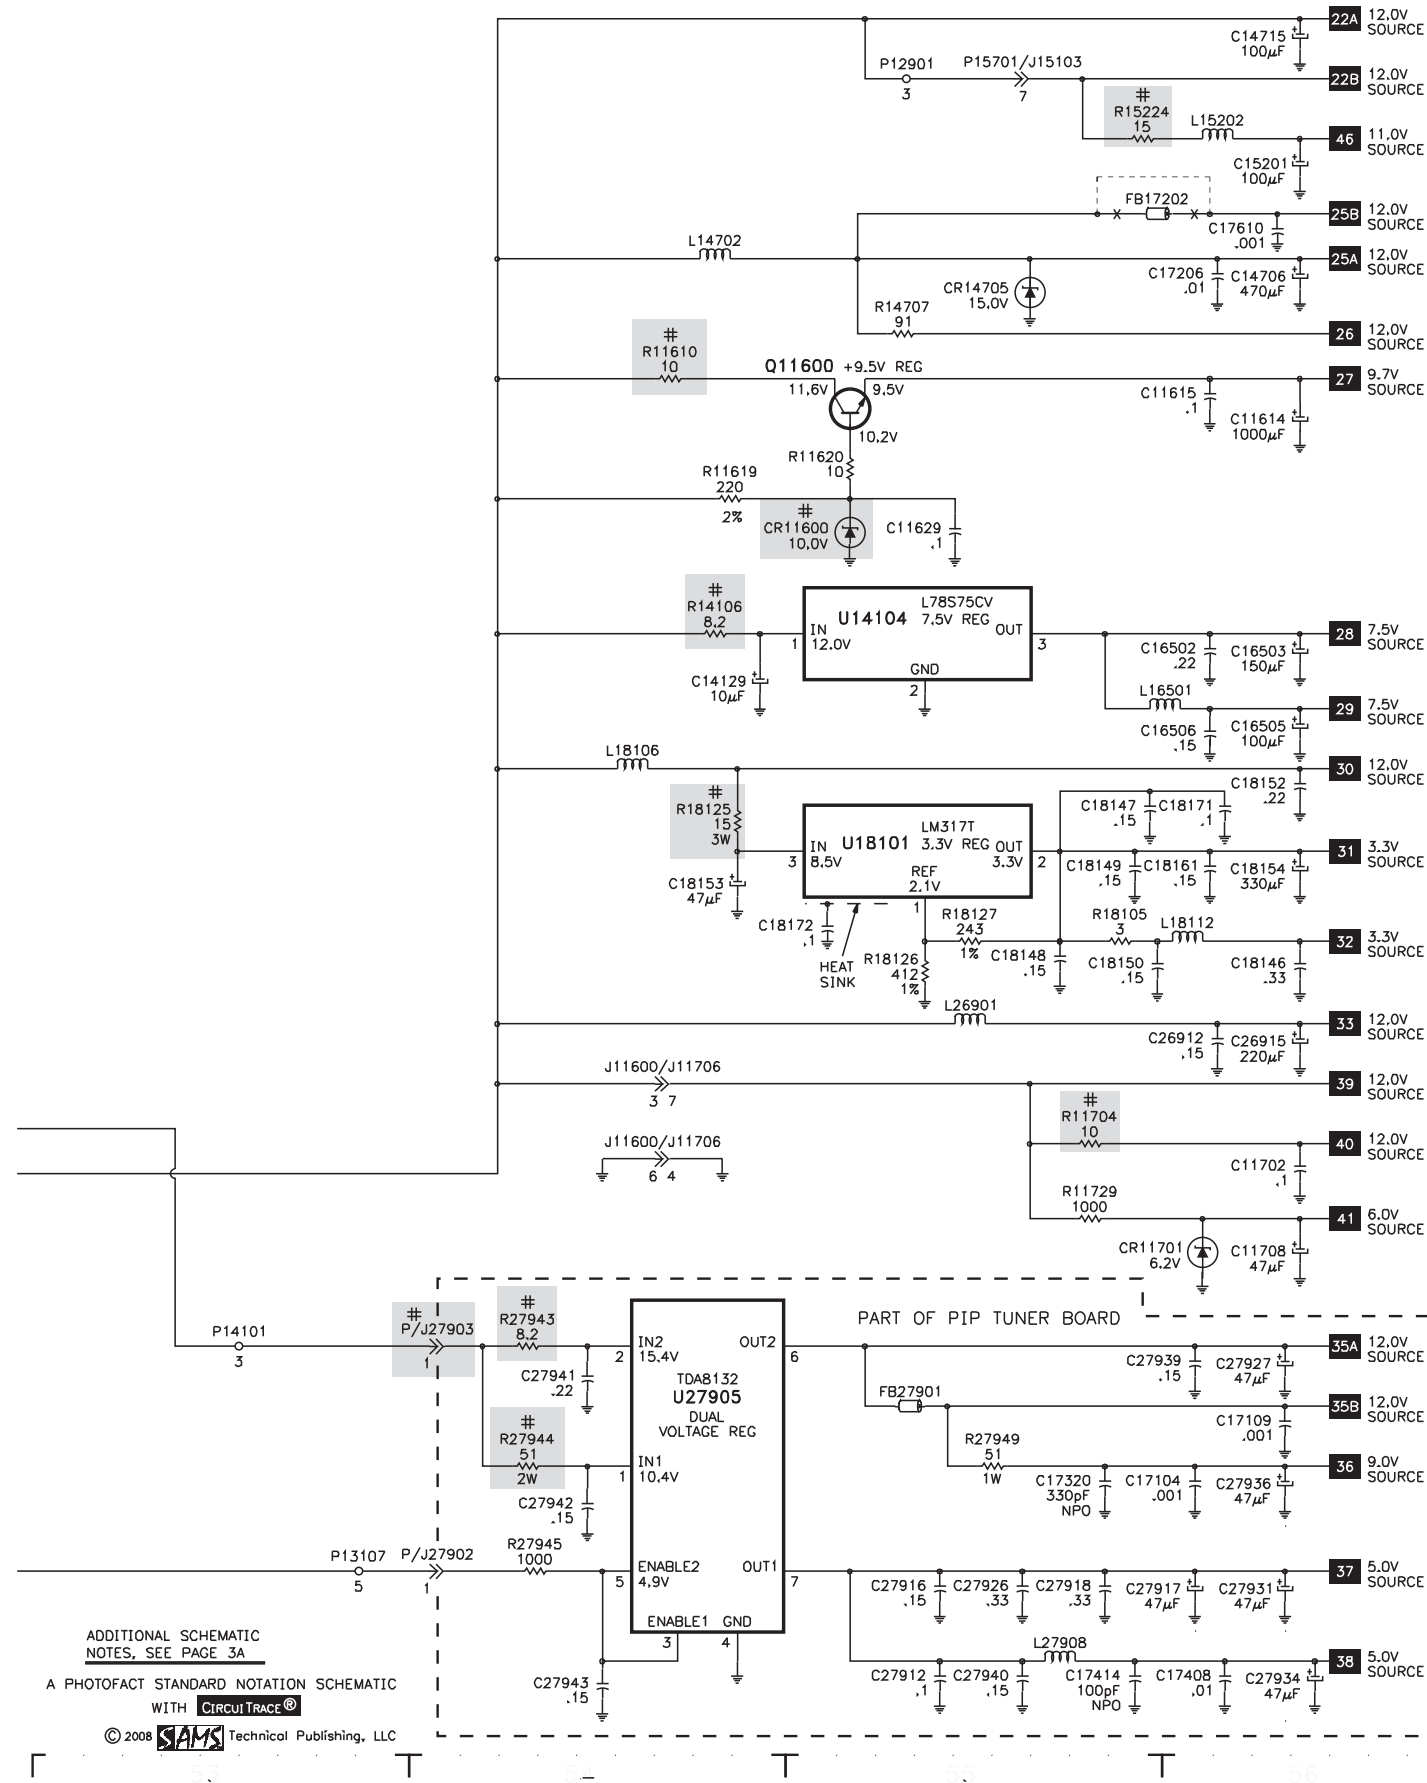 22A 12.0V
SOURCE
C14715
100µF
P12901
3
P15701/J15103
7
22B 12.0V
SOURCE
#
R15224
15
L15202
46 11.0V
SOURCE
C15201
100µF
FB17202
25B 12.0V
SOURCE
C17610
.001
L14702
25A 12.0V
SOURCE
CR14705
15.0V
C17206
.01
C14706
470µF
R14707
91
26 12.0V
SOURCE
#
R11610
10
Q11600 +9.5V REG
11.6V
9.5V
10.2V
27 9.7V
SOURCE
C11615
.1
C11614
1000µF
R11620
10
R11619
220
2%
#
CR11600
10.0V
C11629
.1
#
R14106
8.2
U14104
L78S75CV
7.5V REG
IN
12.0V
1
OUT
3
GND
2
C14129
10µF
28 7.5V
SOURCE
C16502
.22
C16503
150µF
L16501
29 7.5V
SOURCE
C16506
.15
C16505
100µF
L18106
30 12.0V
SOURCE
C18152
.22
#
R18125
15
3W
U18101
LM317T
3.3V REG
IN
8.5V
3
OUT
3.3V
2
REF
2.1V
1
C18147
.15
C18171
.1
31 3.3V
SOURCE
C18149
.15
C18161
.15
C18154
330µF
C18153
47µF
C18172
.1
HEAT
SINK
R18127
243
1%
R18126
412
1%
C18148
.15
R18105
3
L18112
C18150
.15
32 3.3V
SOURCE
C18146
.33
L26901
33 12.0V
SOURCE
C26912
.15
C26915
220µF
J11600/J11706
3 7
39 12.0V
SOURCE
#
R11704
10
40 12.0V
SOURCE
C11702
.1
J11600/J11706
6 4
R11729
1000
41 6.0V
SOURCE
CR11701
6.2V
C11708
47µF
PART OF PIP TUNER BOARD
P14101
3
#
P/J27903
1
#
R27943
8.2
C27941
.22
IN2
15.4V
2
OUT2
6
TDA8132
U27905
DUAL
VOLTAGE REG
35A 12.0V
SOURCE
C27939
.15
C27927
47µF
FB27901
35B 12.0V
SOURCE
C17109
.001
#
R27944
51
2W
IN1
10.4V
1
C27942
.15
R27949
51
1W
36 9.0V
SOURCE
C17320
330pF
NPO
C17104
.001
C27936
47µF
P13107
5
P/J27902
1
R27945
1000
ENABLE2
4.9V
5
OUT1
7
37 5.0V
SOURCE
C27916
.15
C27926
.33
C27918
.33
C27917
47µF
C27931
47µF
ENABLE1
3
GND
4
C27943
.15
L27908
38 5.0V
SOURCE
C27912
.1
C27940
.15
C17414
100pF
NPO
C17408
.01
C27934
47µF
ADDITIONAL SCHEMATIC
NOTES, SEE PAGE 3A
A PHOTOFACT STANDARD NOTATION SCHEMATIC
WITH CIRCUITRACE®
© 2008 SAMS Technical Publishing, LLC